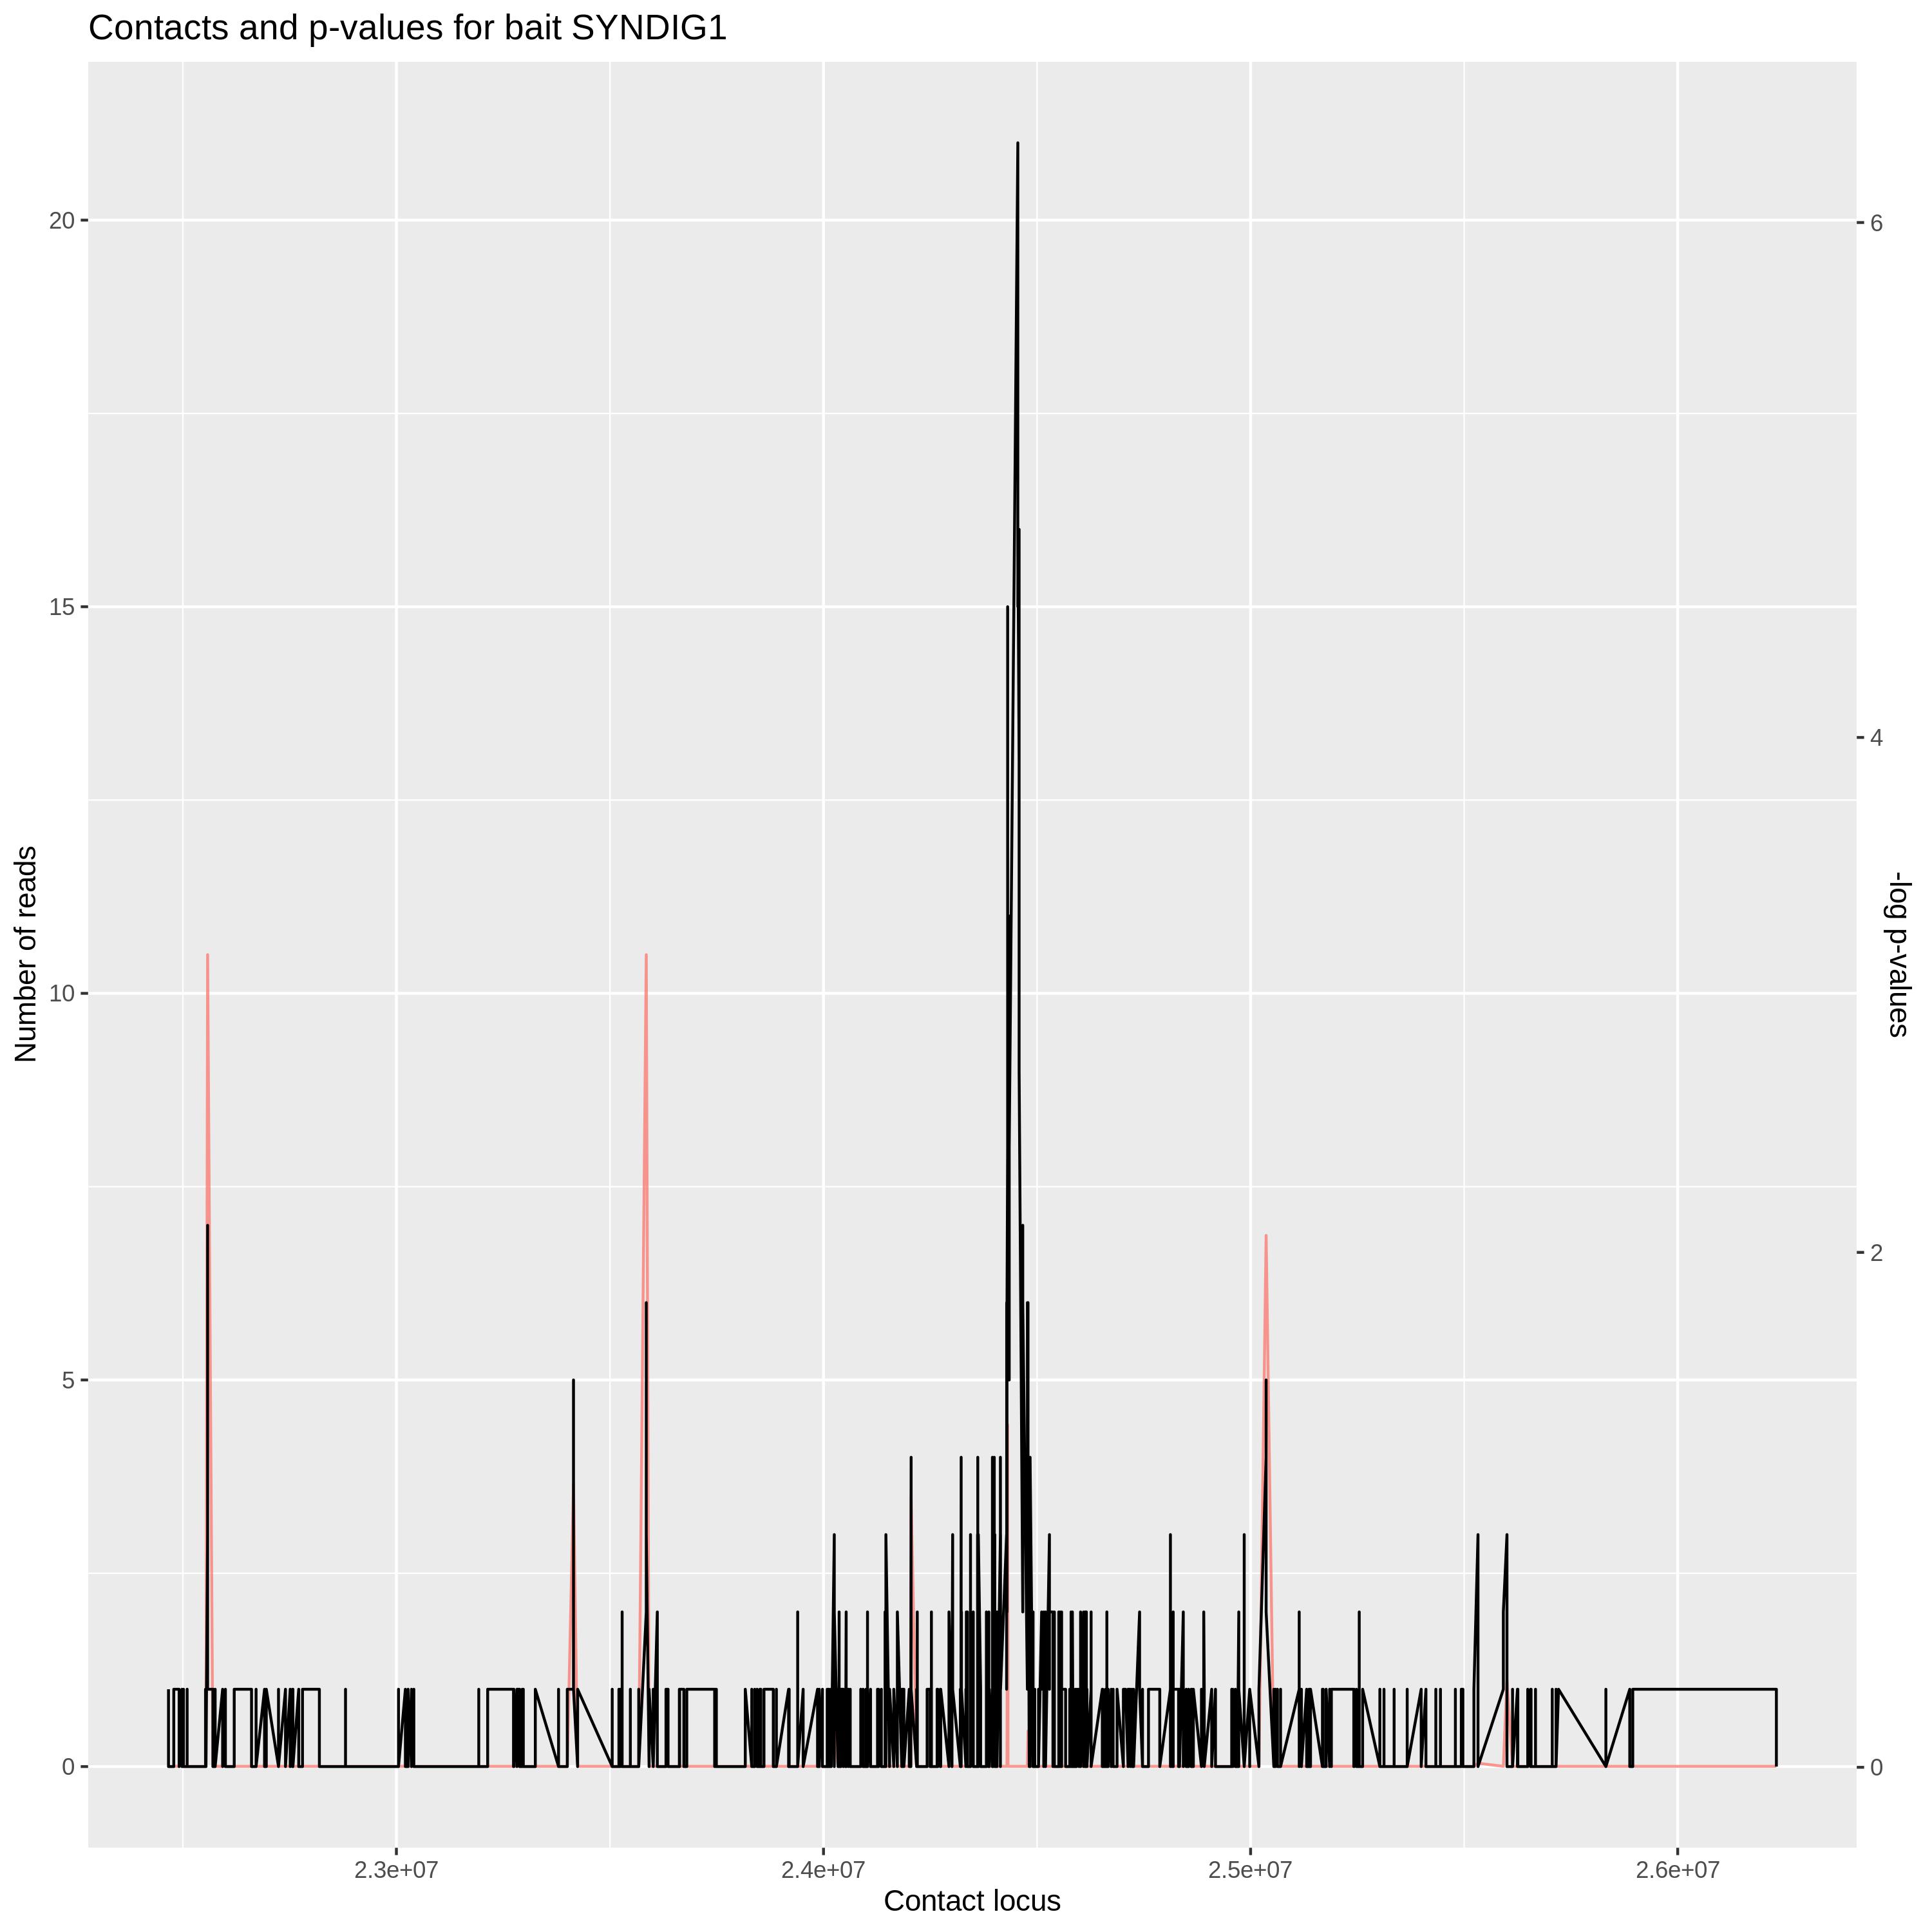 Contacts and p-values for bait SYNDIG1
Number of reads
20
15
10
5
0
6
4
2
0
-log p-values
2.3e+07
2.4e+07
2.5e+07
2.6e+07
Contact locus